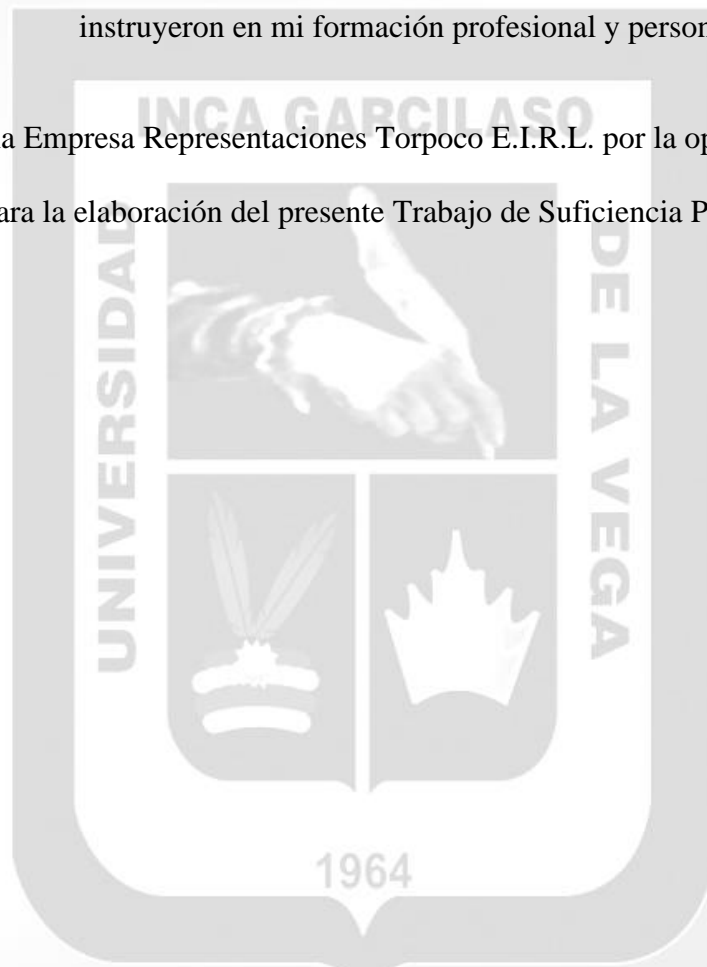 instruyeron en mi formación profesional y person
INCA GARCILASO
a Empresa Representaciones Torpoco E.I.R.L. por la op
ara la elaboración del presente Trabajo de Suficiencia P
UNIVERSIDAD
DE LA VEGA
1964